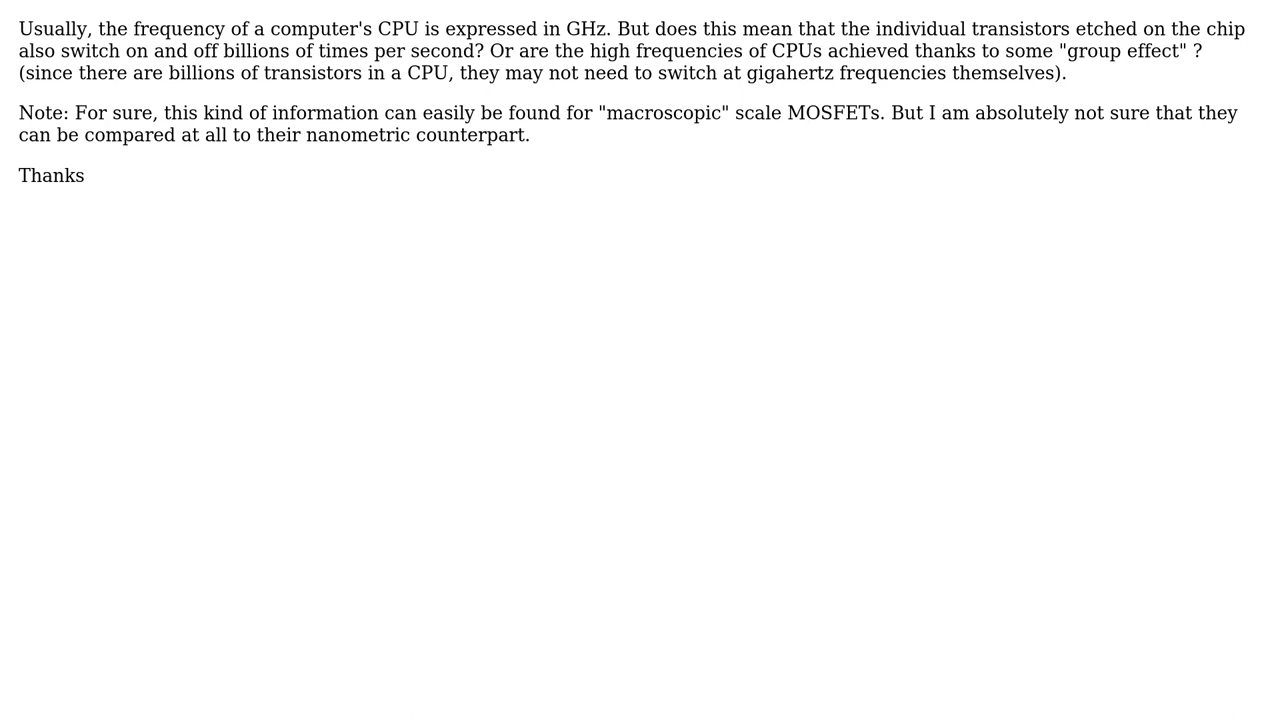 Usually, the frequency of a computer's CPU is expressed in GHz. But does this mean that the individual transistors etched on the chip
also switch on and off billions of times per second? Or are the high frequencies of CPUs achieved thanks to some "group effect" ?
(since there are billions of transistors in a CPU, they may not need to switch at gigahertz frequencies themselves).
Note: For sure, this kind of information can easily be found for "macroscopic" scale MOSFETs. But I am absolutely not sure that they
can be compared at all to their nanometric counterpart.
Thanks